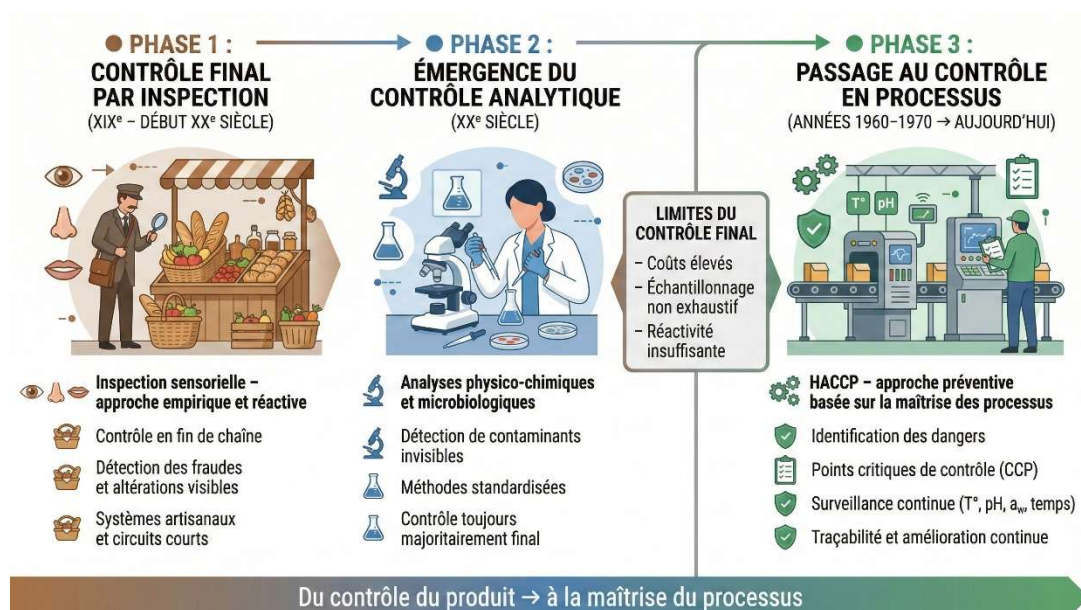 PHASE 1 :
CONTRÔLE FINAL
PAR INSPECTION
(XIXᵉ – DÉBUT XXᵉ SIÈCLE)
Inspection sensorielle –
approche empirique et réactive
Contrôle en fin de chaîne
Détection des fraudes
et altérations visibles
Systèmes artisanaux
et circuits courts
PHASE 2 :
ÉMERGENCE DU
CONTRÔLE ANALYTIQUE
(XXᵉ SIÈCLE)
Analyses physico-chimiques
et microbiologiques
Détection de contaminants
invisibles
Méthodes standardisées
Contrôle toujours
majoritairement final
LIMITES DU
CONTRÔLE FINAL
– Coûts élevés
– Échantillonnage
non exhaustif
– Réactivité
insuffisante
PHASE 3 :
PASSAGE AU CONTRÔLE
EN PROCESSUS
(ANNÉES 1960–1970 → AUJOURD'HUI)
T° pH
HACCP – approche préventive
basée sur la maîtrise des processus
Identification des dangers
Points critiques de contrôle (CCP)
Surveillance continue (T°, pH, a_w, temps)
Traçabilité et amélioration continue
Du contrôle du produit → à la maîtrise du processus